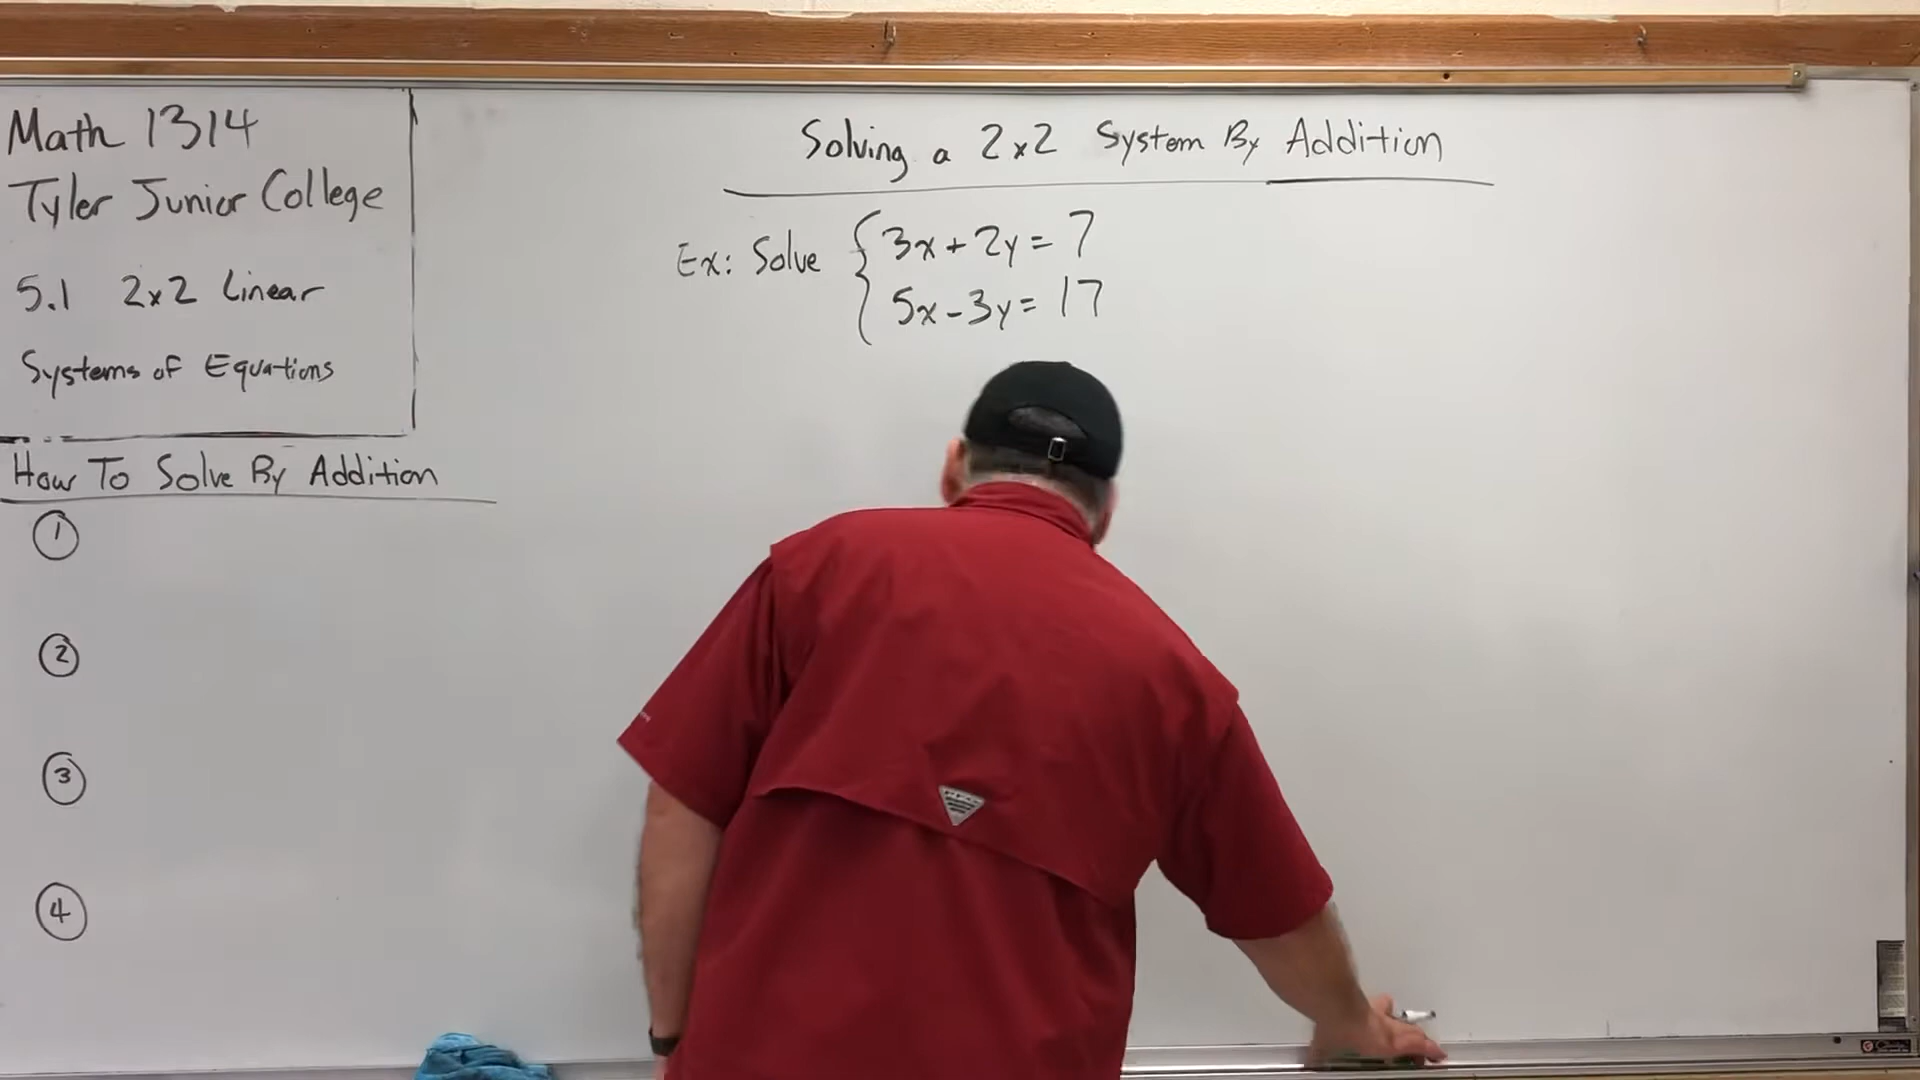 Math 1314
Tyler Junior College
5.1 2x2 Linear
Systems of Equations
How To Solve By Addition
①
②
③
④
Solving a 2x2 System By Addition
Ex: Solve { 3x + 2y = 7
5x - 3y = 17